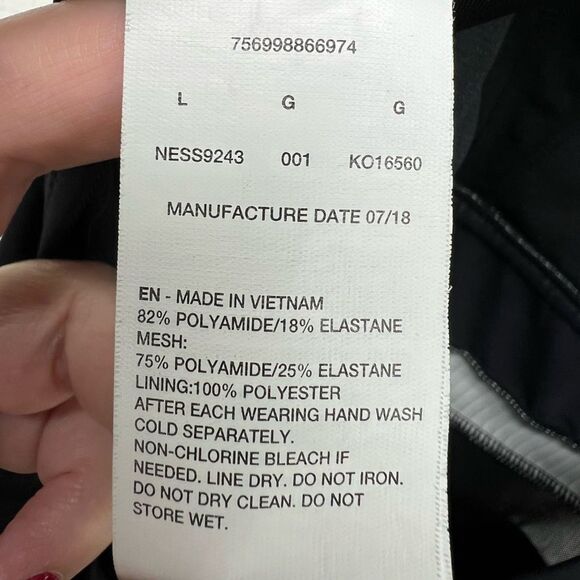 756998866974
L G G
NESS9243 001 KO16560
MANUFACTURE DATE 07/18
EN - MADE IN VIETNAM
82% POLYAMIDE/18% ELASTANE
MESH:
75% POLYAMIDE/25% ELASTANE
LINING:100% POLYESTER
AFTER EACH WEARING HAND WASH
COLD SEPARATELY.
NON-CHLORINE BLEACH IF
NEEDED. LINE DRY. DO NOT IRON.
DO NOT DRY CLEAN. DO NOT
STORE WET.